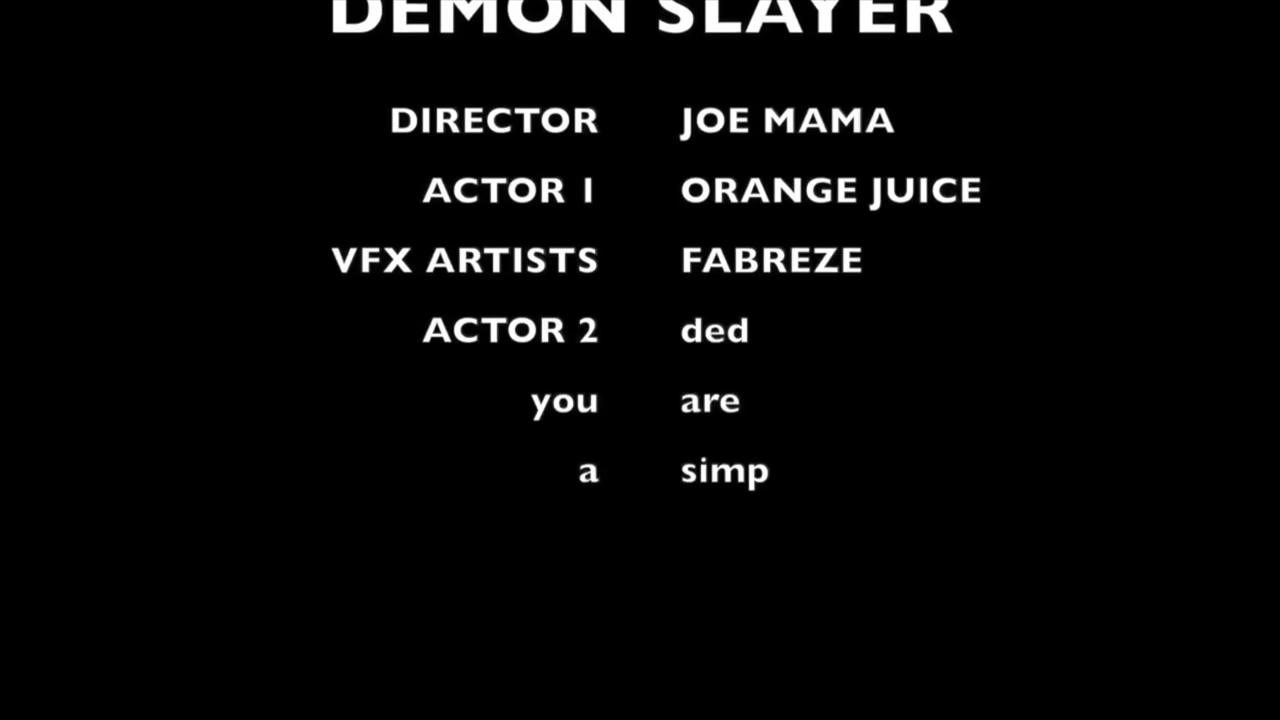 DEMON SLAYER
DIRECTOR JOE MAMA
ACTOR 1 ORANGE JUICE
VFX ARTISTS FABREZE
ACTOR 2 ded
you are
a simp